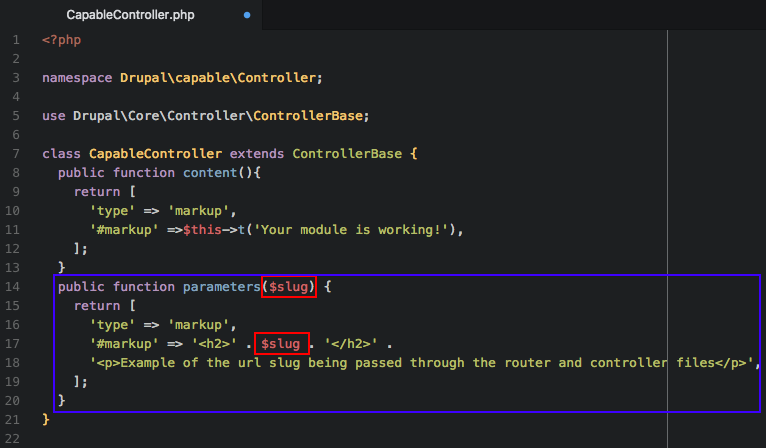 CapableController.php
1 <?php
2
3 namespace Drupal\capable\Controller;
4
5 use Drupal\Core\Controller\ControllerBase;
6
7 class CapableController extends ControllerBase {
8   public function content(){
9     return [
10       'type' => 'markup',
11       '#markup' =>$this->t('Your module is working!'),
12     ];
13   }
14   public function parameters($slug) {
15     return [
16       'type' => 'markup',
17       '#markup' => '<h2>' . $slug . '</h2>' .
18       '<p>Example of the url slug being passed through the router and controller files</p>',
19     ];
20   }
21 }
22